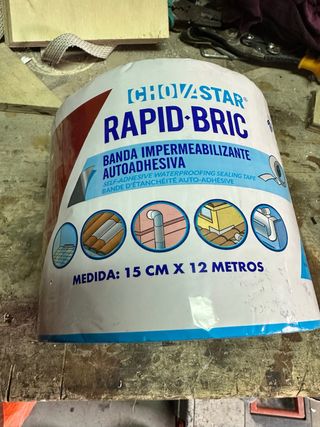 CHOVASTAR®
RAPID·BRIC
BANDA IMPERMEABILIZANTE
AUTOADHESIVA
SELF-ADHESIVE WATERPROOFING SEALING TAPE
BANDE D'ÉTANCHÉITÉ AUTO-ADHÉSIVE
MEDIDA: 15 CM X 12 METROS